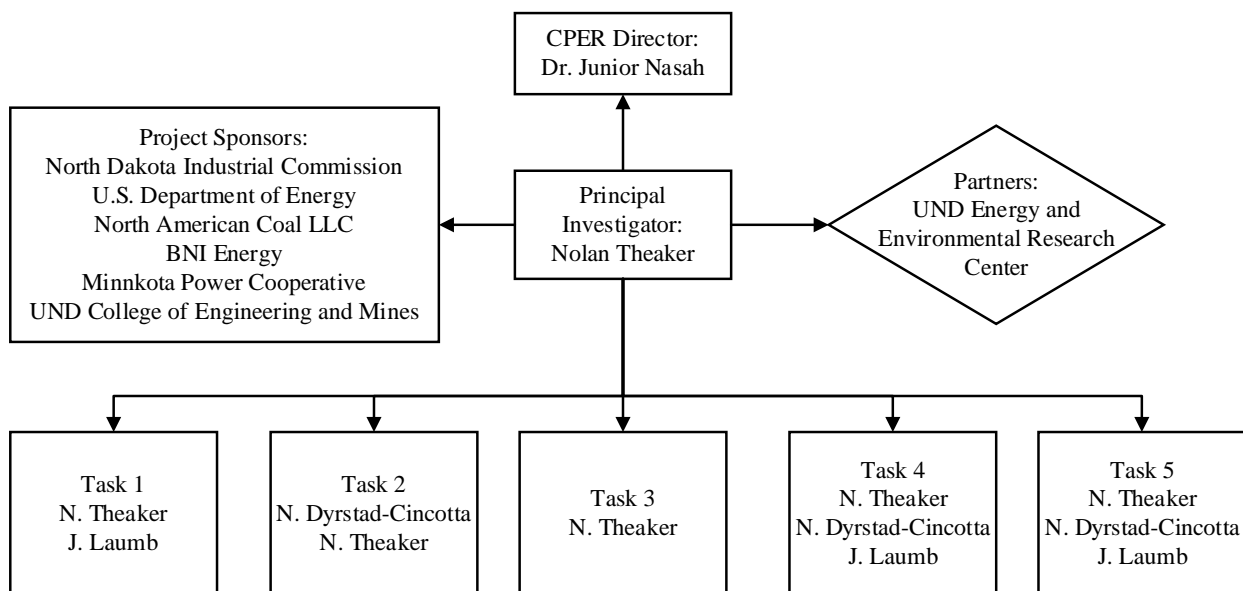 CPER Director:
Dr. Junior Nasah
Project Sponsors:
North Dakota Industrial Commission
U.S. Department of Energy
North American Coal LLC
BNI Energy
Minnkota Power Cooperative
UND College of Engineering and Mines
Principal
Investigator:
Nolan Theaker
Partners:
UND Energy and
Environmental Research
Center
Task 1
N. Theaker
J. Laumb
Task 2
N. Dyrstad-Cincotta
N. Theaker
Task 3
N. Theaker
Task 4
N. Theaker
N. Dyrstad-Cincotta
J. Laumb
Task 5
N. Theaker
N. Dyrstad-Cincotta
J. Laumb